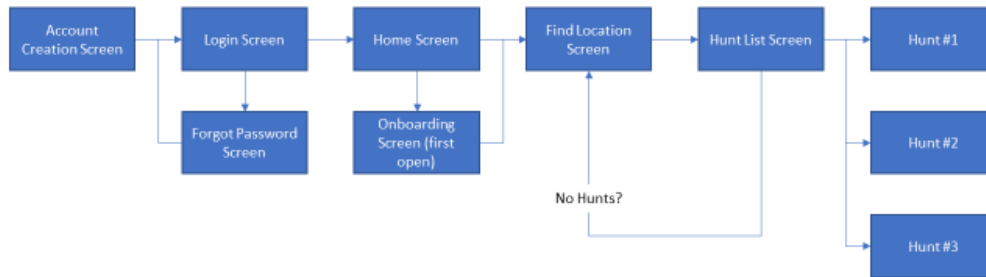 Account
Creation Screen
Login Screen
Home Screen
Find Location
Screen
Hunt List Screen
Hunt #1
Forgot Password
Screen
Onboarding
Screen (first
open)
Hunt #2
No Hunts?
Hunt #3